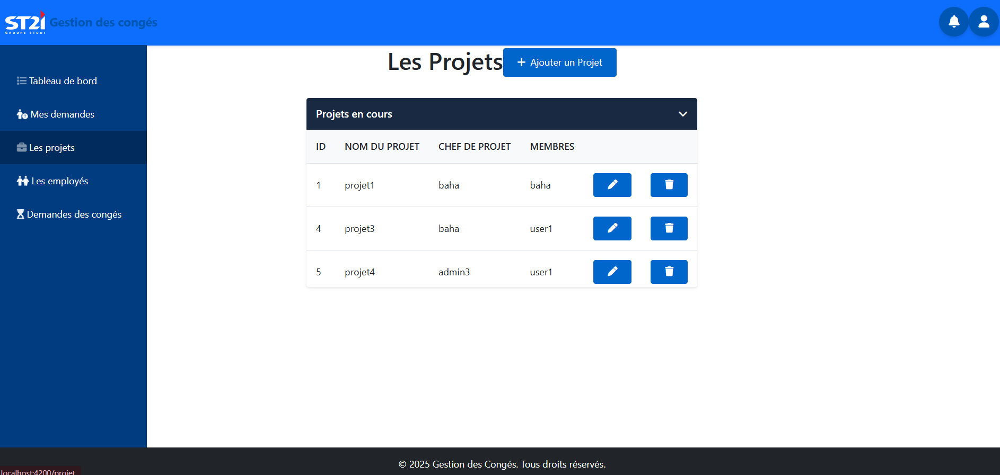 ST2i Gestion des congés
GROUPE STUDI
Les Projets + Ajouter un Projet
Tableau de bord
Mes demandes
Les projets
Les employés
Demandes des congés
Projets en cours
ID NOM DU PROJET CHEF DE PROJET MEMBRES
1 projet1 baha baha
4 projet3 baha user1
5 projet4 admin3 user1
© 2025 Gestion des Congés. Tous droits réservés.
localhost:4200/projet